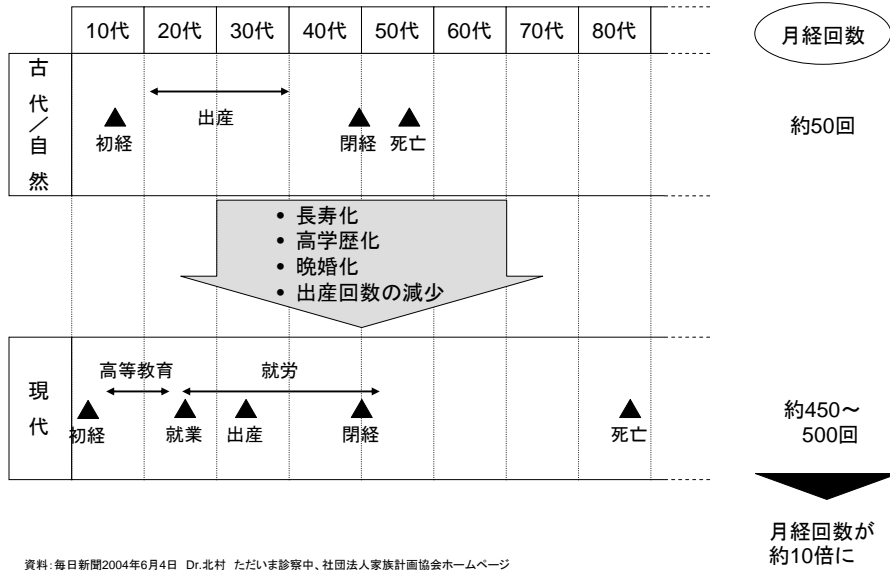 10代 20代 30代 40代 50代 60代 70代 80代 月経回数
古代/自然
出産
初経 閉経 死亡
約50回
• 長寿化
• 高学歴化
• 晩婚化
• 出産回数の減少
現代
高等教育 就労
初経 就業 出産 閉経 死亡
約450～
500回
月経回数が
約10倍に
資料:毎日新聞2004年6月4日 Dr.北村 ただいま診察中、社団法人家族計画協会ホームページ